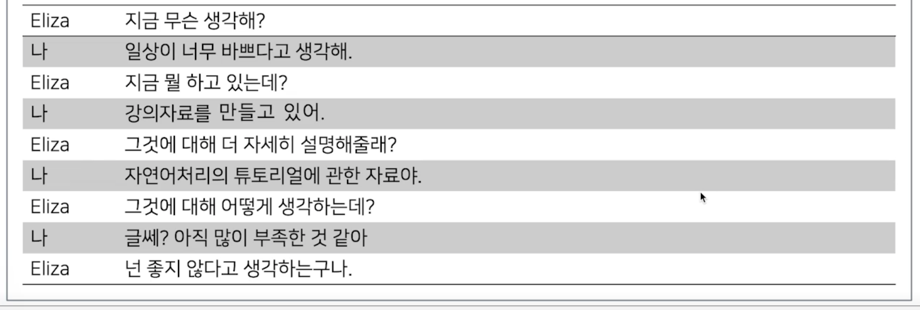 Eliza 지금 무슨 생각해?
나 일상이 너무 바쁘다고 생각해.
Eliza 지금 뭘 하고 있는데?
나 강의자료를 만들고 있어.
Eliza 그것에 대해 더 자세히 설명해줄래?
나 자연어처리의 튜토리얼에 관한 자료야.
Eliza 그것에 대해 어떻게 생각하는데?
나 글쎄? 아직 많이 부족한 것 같아
Eliza 넌 좋지 않다고 생각하는구나.